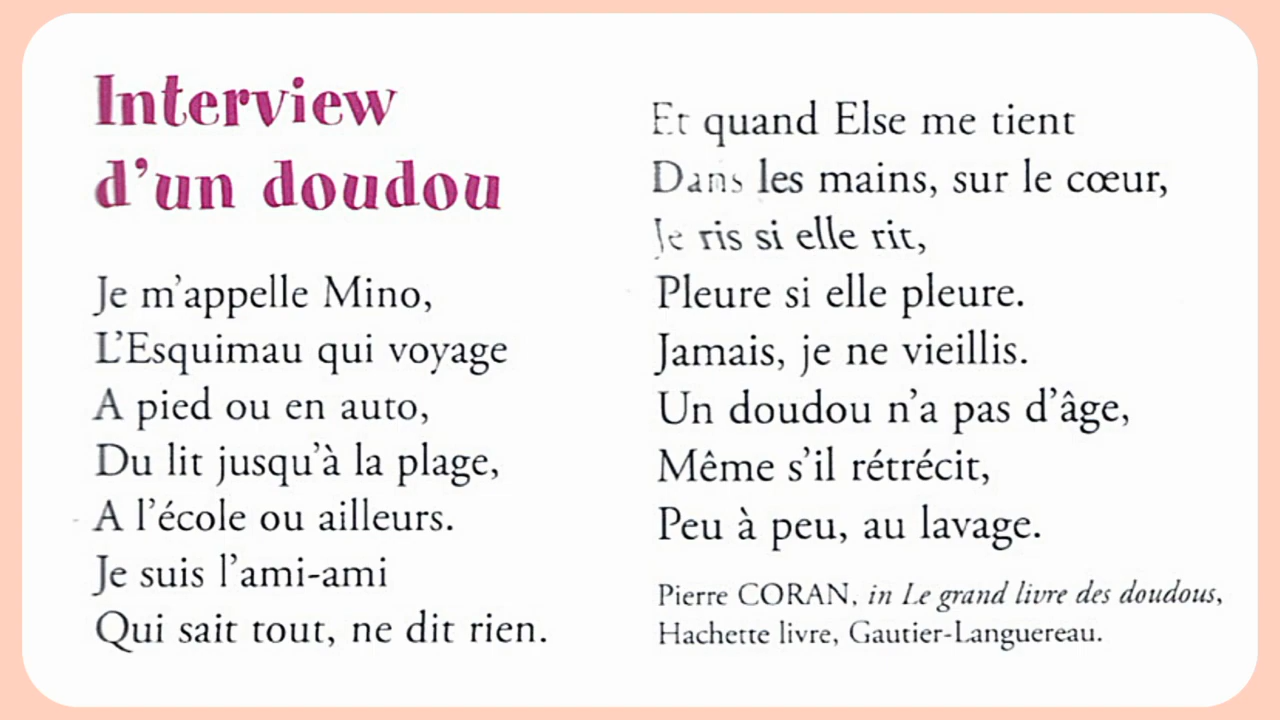 Interview
d'un doudou
Je m'appelle Mino,
L'Esquimau qui voyage
A pied ou en auto,
Du lit jusqu'à la plage,
A l'école ou ailleurs.
Je suis l'ami-ami
Qui sait tout, ne dit rien.
Et quand Else me tient
Dans les mains, sur le cœur,
Je ris si elle rit,
Pleure si elle pleure.
Jamais, je ne vieillis.
Un doudou n'a pas d'âge,
Même s'il rétrécit,
Peu à peu, au lavage.
Pierre CORAN, in Le grand livre des doudous,
Hachette livre, Gautier-Languereau.